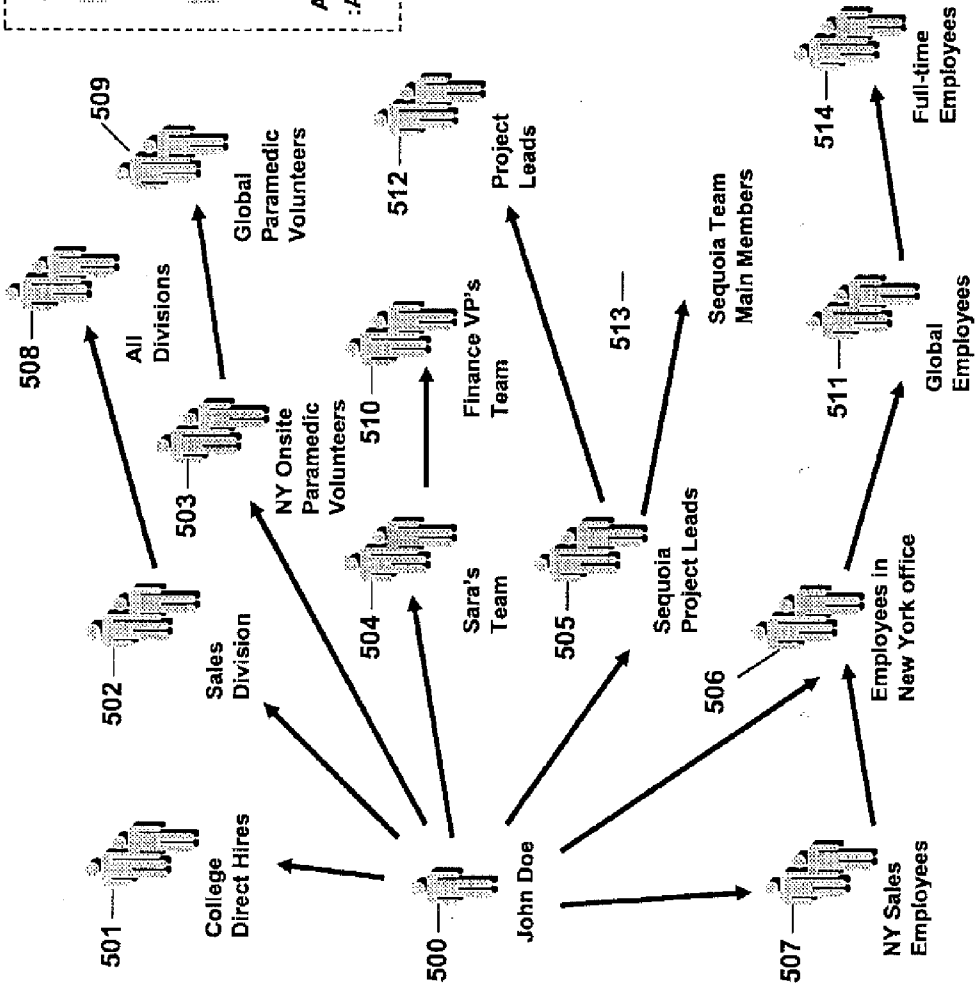 508
All
Divisions
509
Global
Paramedic
Volunteers
502
Sales
Division
503
NY Onsite
Paramedic
Volunteers
501
College
Direct Hires
504
Sara's
Team
510
Finance VP's
Team
512
Project
Leads
500
John Doe
505
Sequoia
Project Leads
513
Sequoia Team
Main Members
507
NY Sales
Employees
506
Employees in
New York office
511
Global
Employees
514
Full-time
Employees